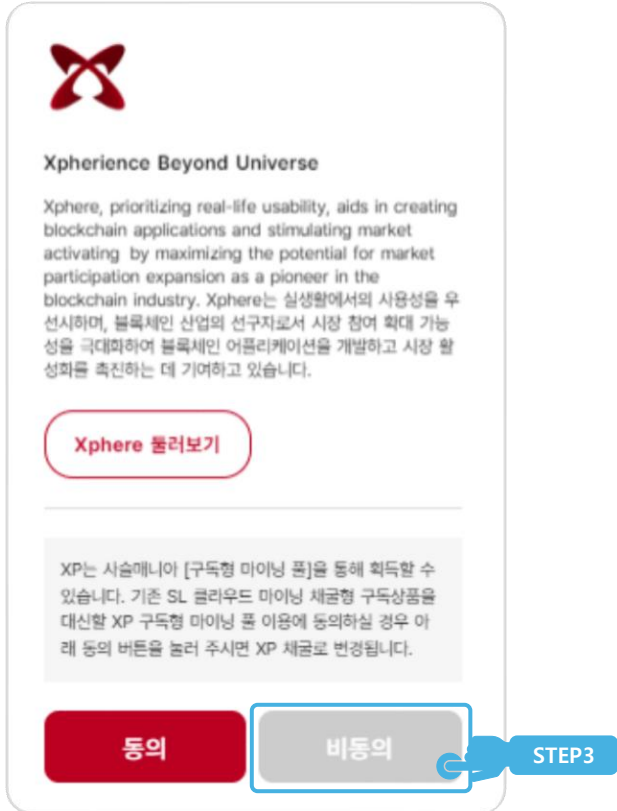 Xpherience Beyond Universe
Xphere, prioritizing real-life usability, aids in creating
blockchain applications and stimulating market
activating by maximizing the potential for market
participation expansion as a pioneer in the
blockchain industry. Xphere는 실생활에서의 사용성을 우
선시하며, 블록체인 산업의 선구자로서 시장 참여 확대 가능
성을 극대화하여 블록체인 어플리케이션을 개발하고 시장 활
성화를 촉진하는 데 기여하고 있습니다.
Xphere 둘러보기
XP는 사슬매니아 [구독형 마이닝 풀]을 통해 획득할 수
있습니다. 기존 SL 클라우드 마이닝 채굴형 구독상품을
대신할 XP 구독형 마이닝 풀 이용에 동의하실 경우 아
래 동의 버튼을 눌러 주시면 XP 채굴로 변경됩니다.
동의
비동의
STEP3